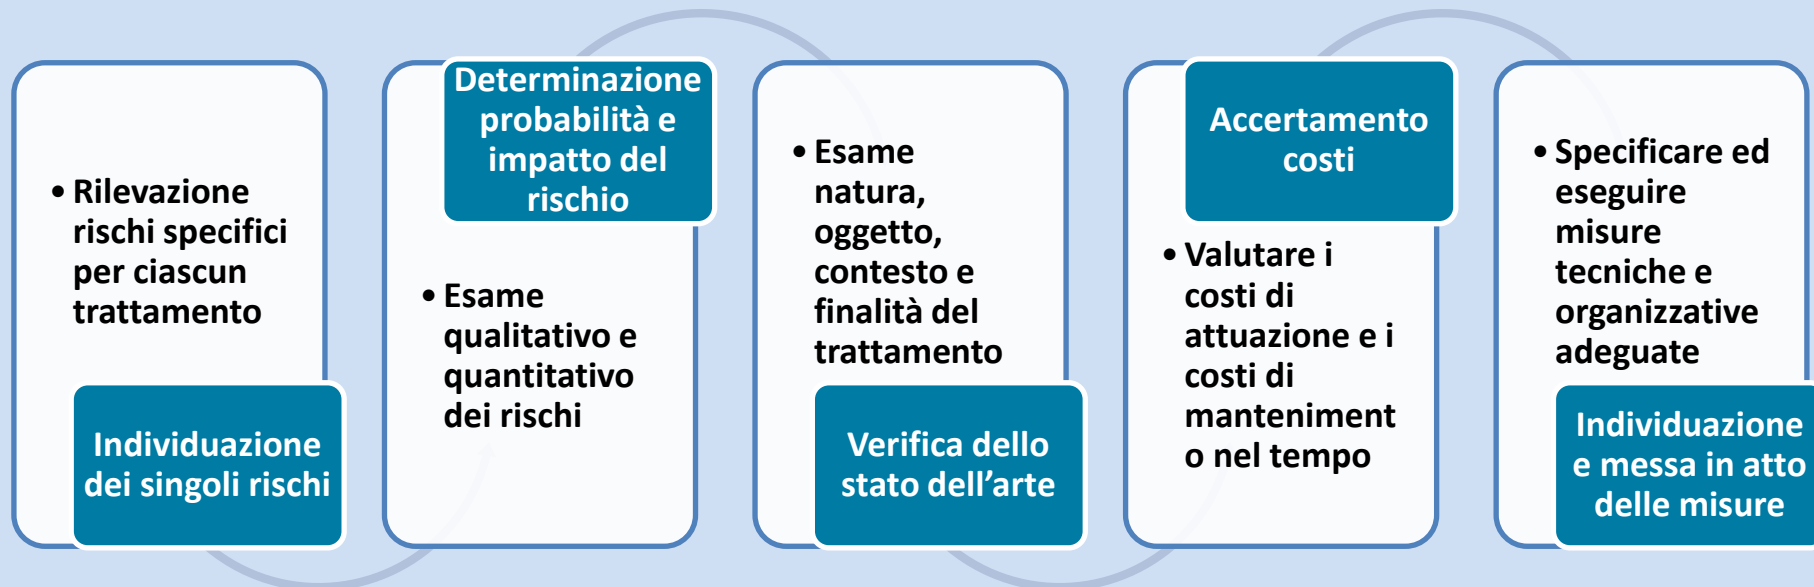 • Rilevazione
rischi specifici
per ciascun
trattamento
Individuazione
dei singoli rischi
Determinazione
probabilità e
impatto del
rischio
• Esame
qualitativo e
quantitativo
dei rischi
• Esame
natura,
oggetto,
contesto e
finalità del
trattamento
Verifica dello
stato dell’arte
Accertamento
costi
• Valutare i
costi di
attuazione e i
costi di
manteniment
o nel tempo
• Specificare ed
eseguire
misure
tecniche e
organizzative
adeguate
Individuazione
e messa in atto
delle misure